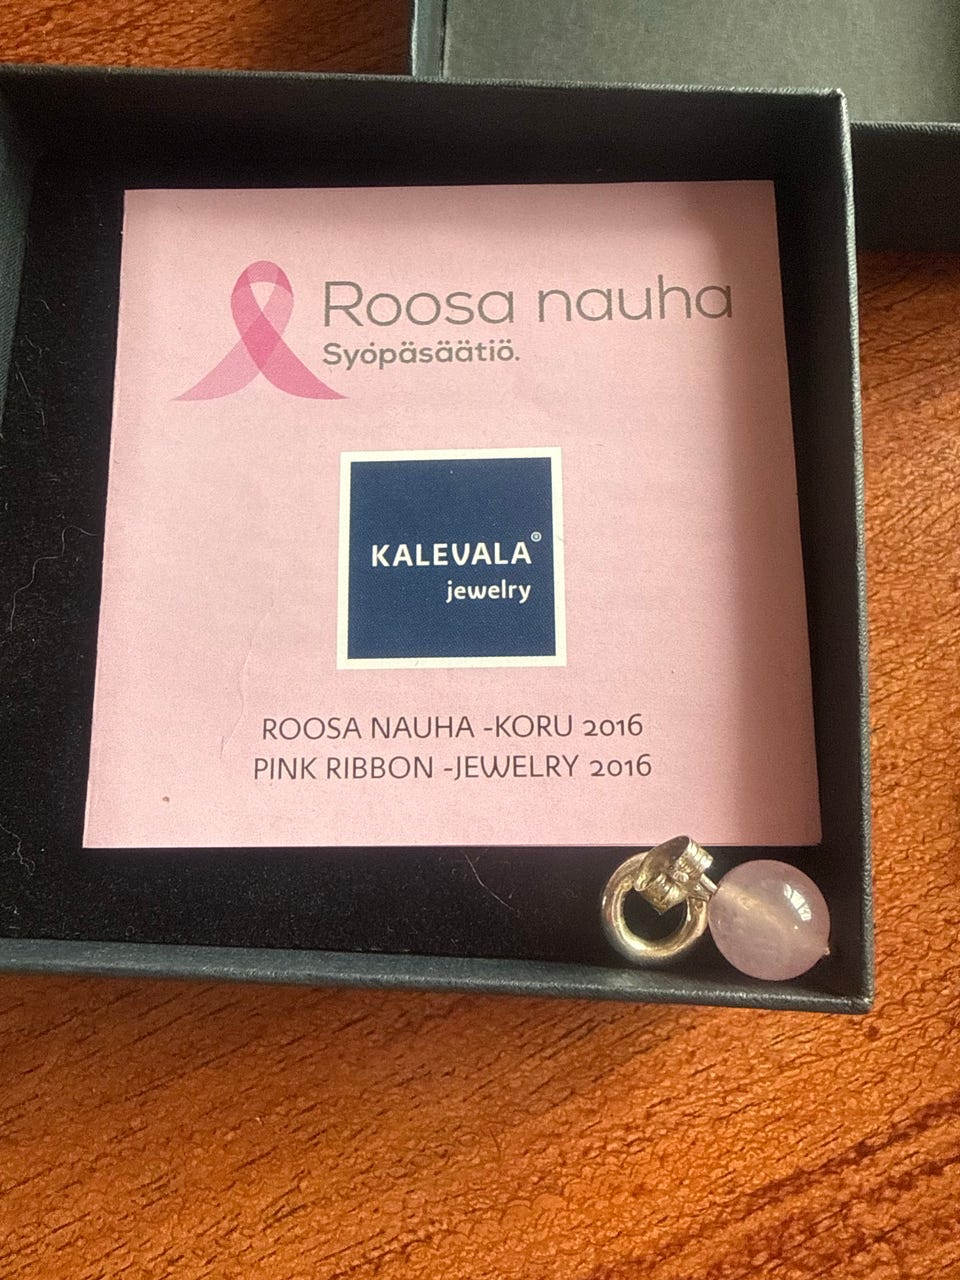 Roosa nauha
Syöpäsäätiö.
KALEVALA®
jewelry
ROOSA NAUHA -KORU 2016
PINK RIBBON -JEWELRY 2016